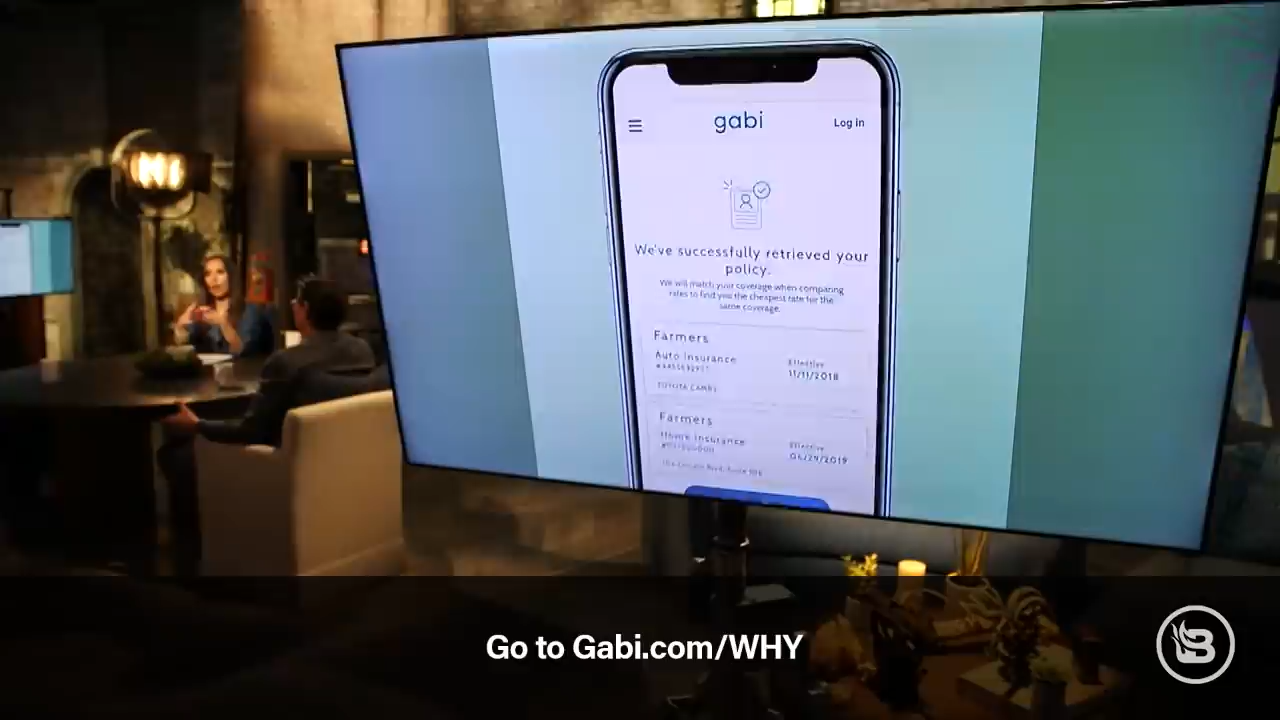 gabi
Log in
We've successfully retrieved your
policy.
We will match your coverage when comparing
rates to find you the cheapest rate for the
same coverage.
Farmers
Auto Insurance
Effective
11/11/2018
TOYOTA CAMRY
Farmers
Home Insurance
Effective
06/29/2019
Go to Gabi.com/WHY